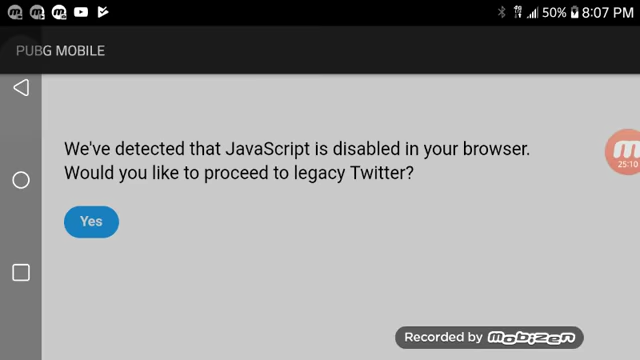 50% 8:07 PM
PUBG MOBILE
We've detected that JavaScript is disabled in your browser.
Would you like to proceed to legacy Twitter?
25:10
Yes
Recorded by mobizen